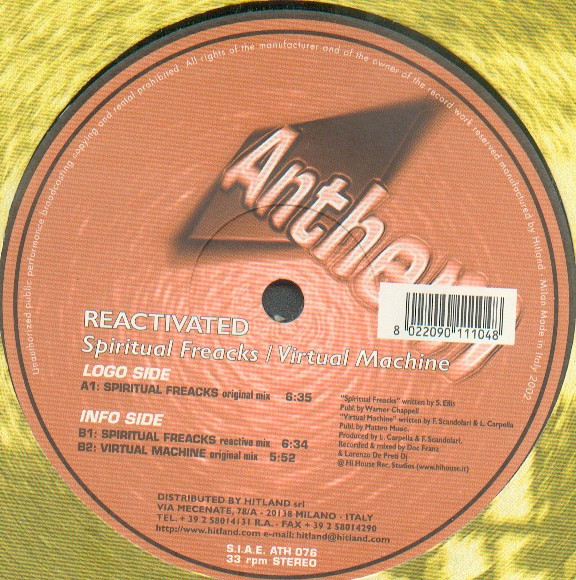 Unauthorized public performance broadcasting copying and rental prohibited. All rights of the manufacturer and of the owner of the record work reserved manufactured by Hitland - Milan Made in Italy 2002
Anthem
8 022090 111048
REACTIVATED
Spiritual Freacks / Virtual Machine
LOGO SIDE
A1: SPIRITUAL FREACKS original mix 6:35
INFO SIDE
B1: SPIRITUAL FREACKS reactive mix 6:34
B2: VIRTUAL MACHINE original mix 5:52
"Spiritual Freacks" written by S. Ellis
Publ. by Warner Chappell
"Virtual Machine" written by F. Scandolari & L. Carpella
Publ. by Matteo Music.
Produced by L. Carpella & F. Scandolari.
Recorded & mixed by Doc Franz
& Lorenzo De Preti Dj
@ Hi House Rec. Studios (www.hihouse.it)
DISTRIBUTED BY HITLAND srl
VIA MECENATE, 78/A - 20138 MILANO - ITALY
TEL. + 39 2 58014131 R.A. - FAX + 39 2 58014290
http://www.hitland.com e-mail: hitland@hitland.com
S.I.A.E. ATH 076
33 rpm STEREO